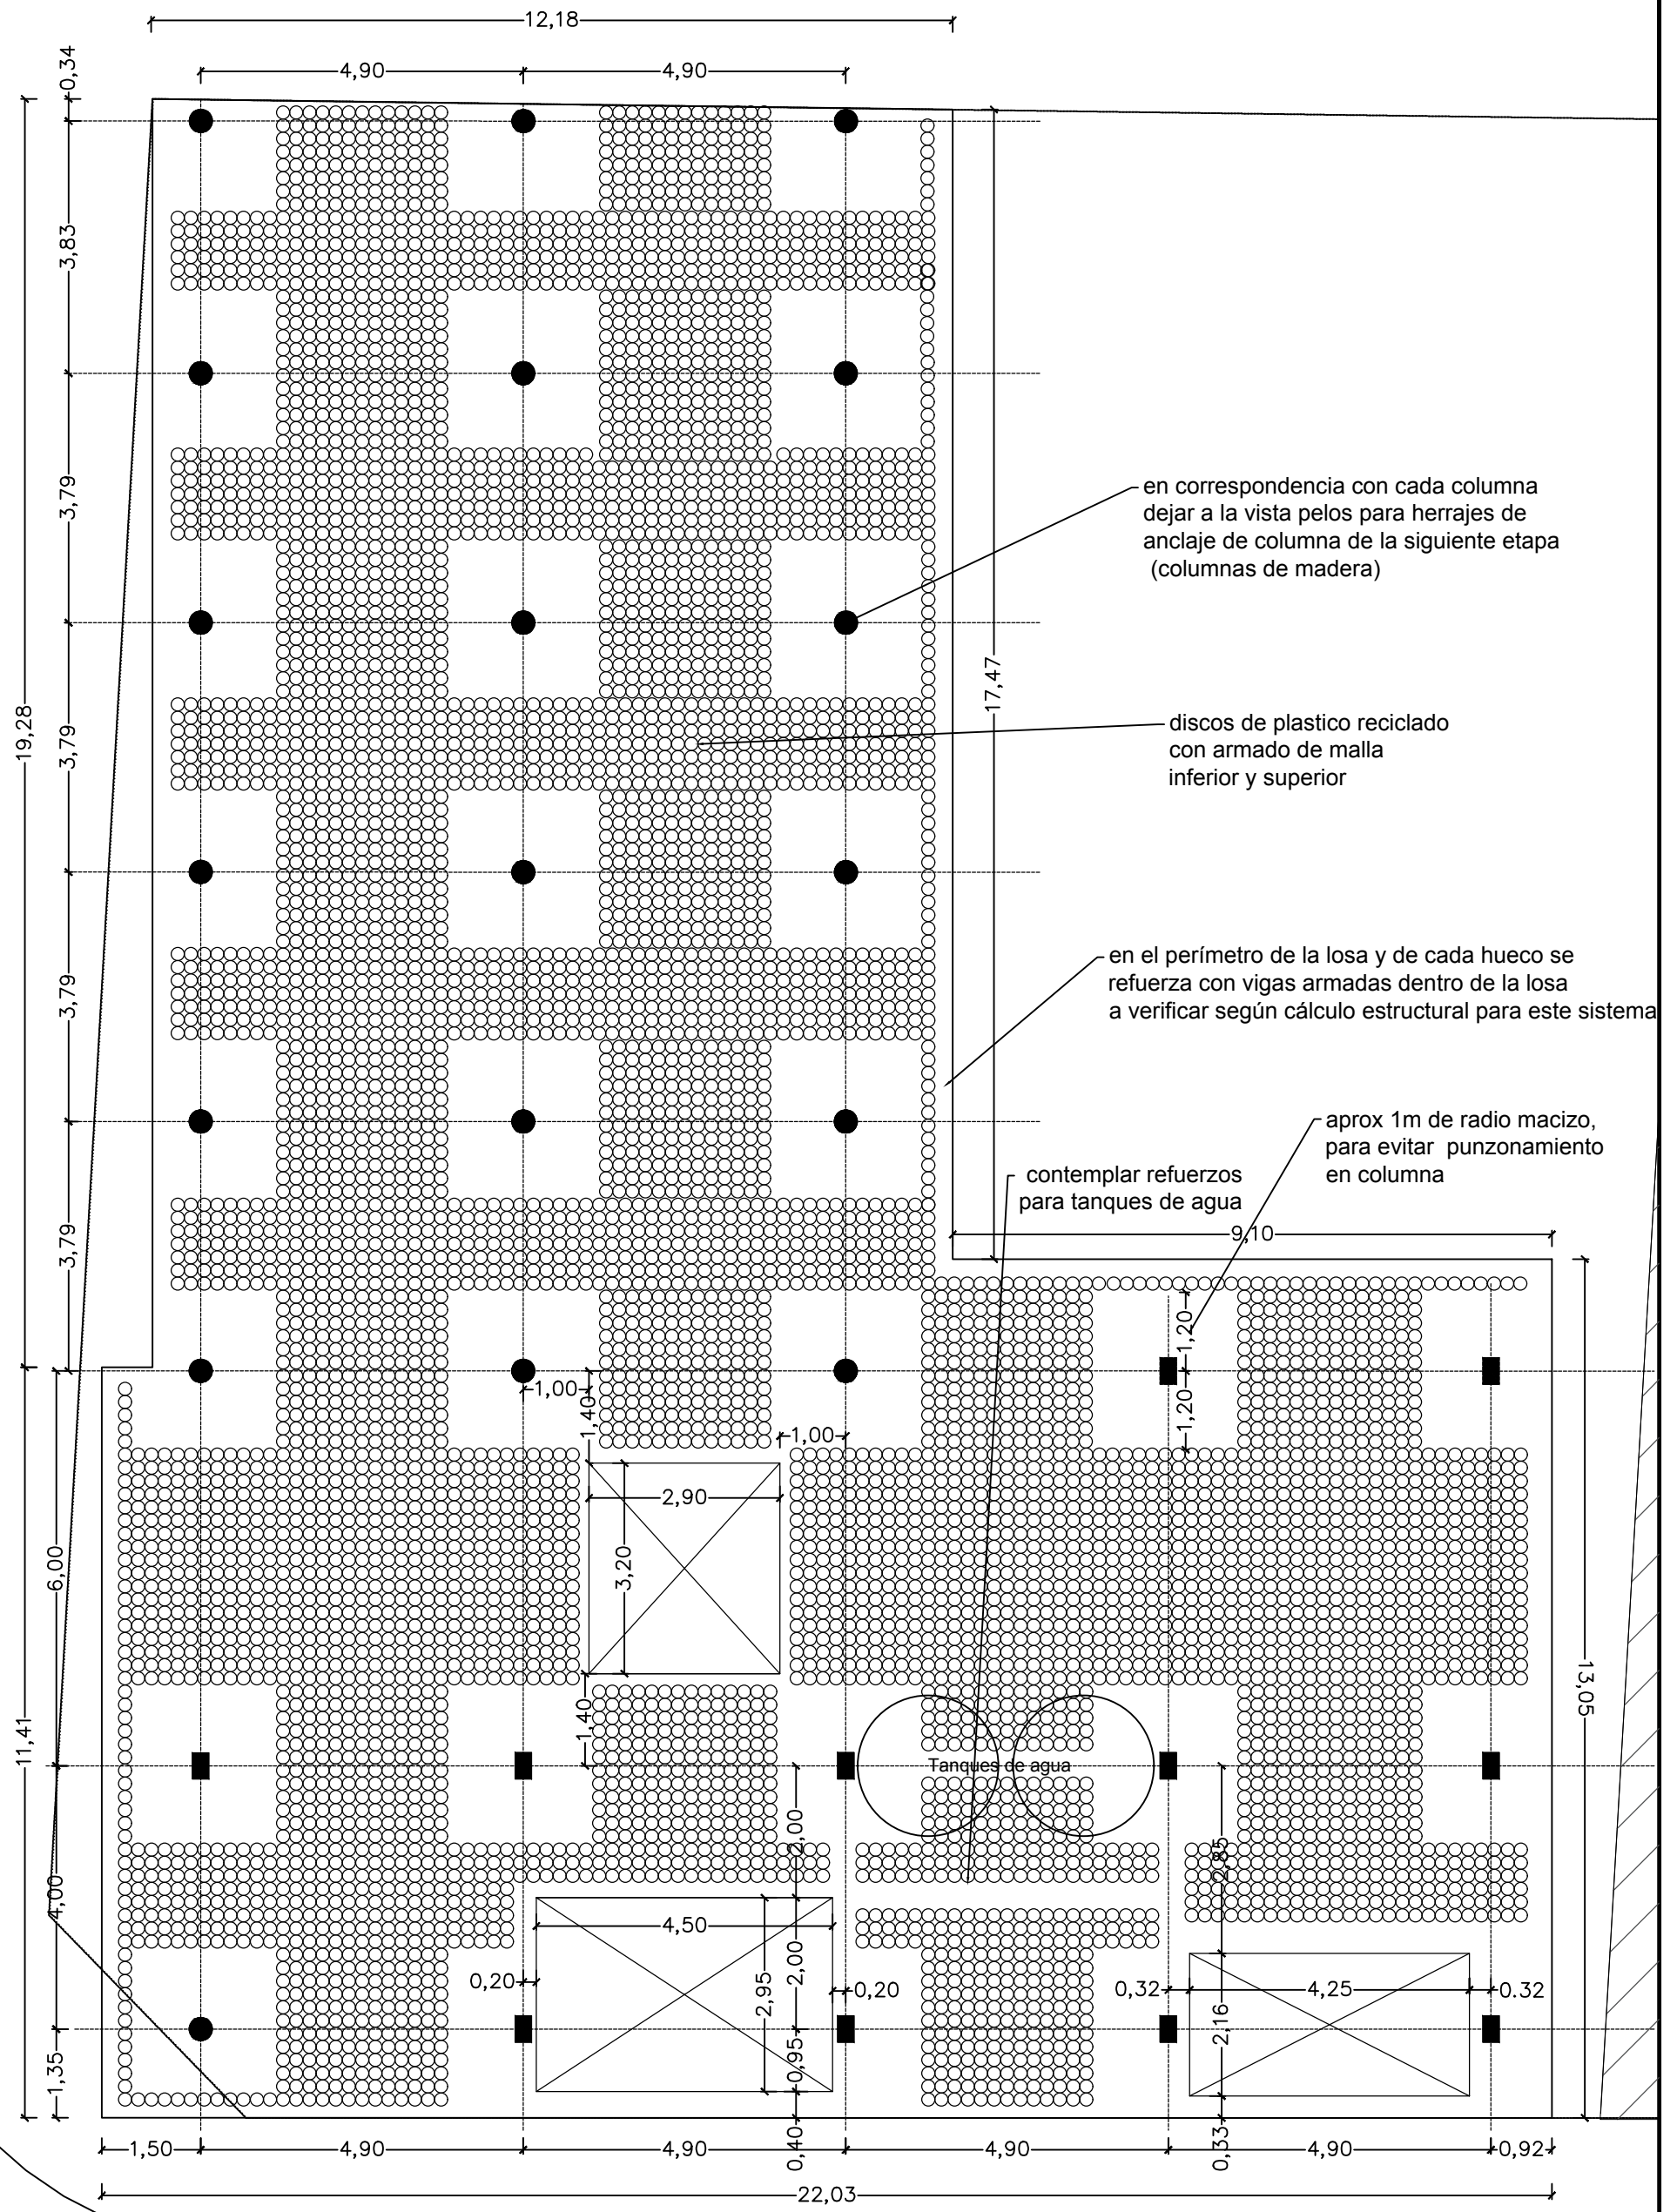 12,18
4,90
4,90
0,34
3,83
3,79
3,79
3,79
3,79
19,28
17,47
en correspondencia con cada columna
dejar a la vista pelos para herrajes de
anclaje de columna de la siguiente etapa
(columnas de madera)
discos de plastico reciclado
con armado de malla
inferior y superior
en el perímetro de la losa y de cada hueco se
refuerza con vigas armadas dentro de la losa
a verificar según cálculo estructural para este sistema
aprox 1m de radio macizo,
para evitar punzonamiento
en columna
contemplar refuerzos
para tanques de agua
9,10
1,20
1,20
1,00
1,40
1,00
2,90
3,20
6,00
1,40
13,05
11,41
Tanques de agua
2,00
2,85
4,00
4,50
2,00
2,95
0,20
0,20
0,32
4,25
0.32
2,16
0,95
1,35
1,50
4,90
4,90
0,40
4,90
0,33
4,90
0,92
22,03